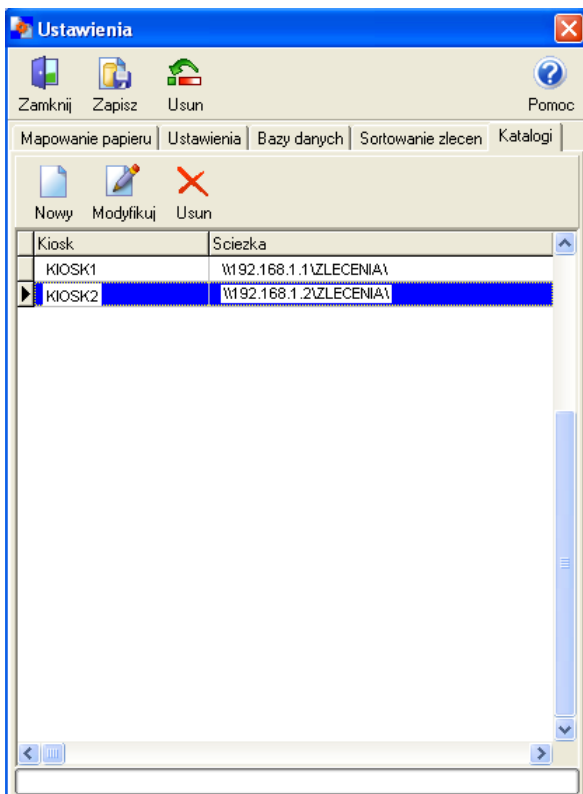 Ustawienia
Zamknij Zapisz Usun Pomoc
Mapowanie papieru Ustawienia Bazy danych Sortowanie zlecen Katalogi
Nowy Modyfikuj Usun
Kiosk Sciezka
KIOSK1 \\192.168.1.1\ZLECENIA\
KIOSK2 \\192.168.1.2\ZLECENIA\